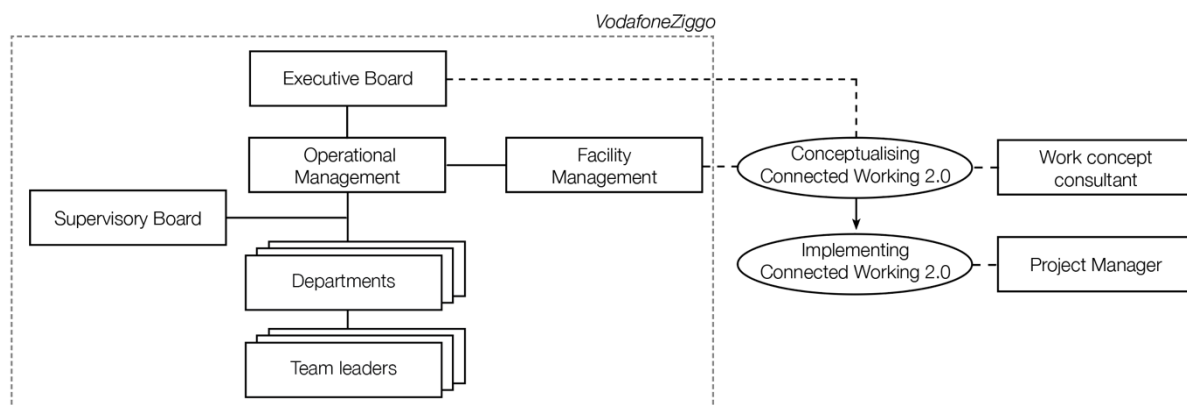 VodafoneZiggo
Executive Board
Operational
Management
Facility
Management
Conceptualising
Connected Working 2.0
Work concept
consultant
Supervisory Board
Implementing
Connected Working 2.0
Project Manager
Departments
Team leaders